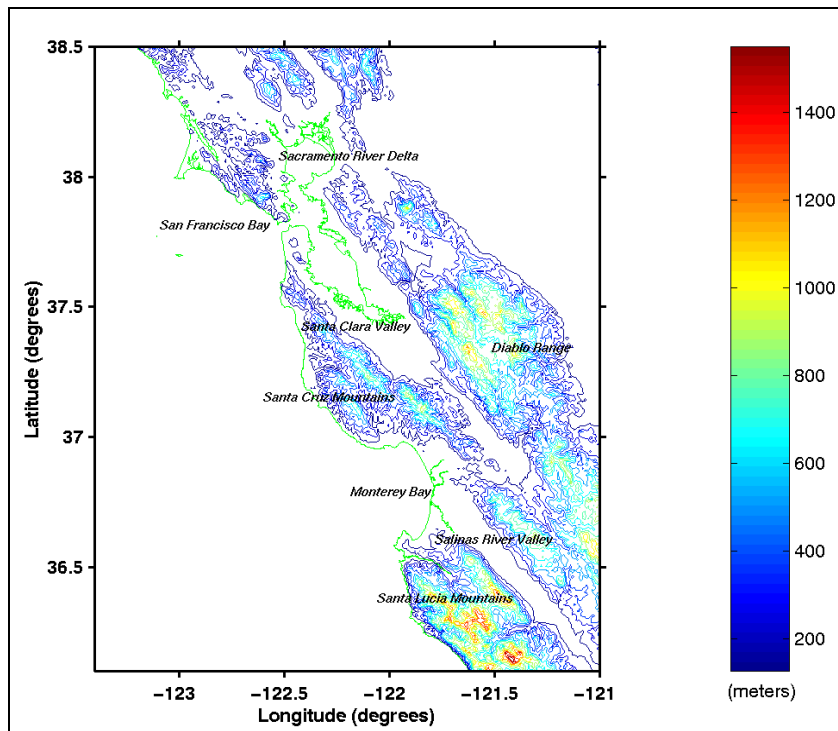 38.5
38
37.5
37
36.5
Latitude (degrees)
Sacramento River Delta
San Francisco Bay
Santa Clara Valley
Diablo Range
Santa Cruz Mountains
Monterey Bay
Salinas River Valley
Santa Lucia Mountains
−123 −122.5 −122 −121.5 −121
Longitude (degrees)
1400
1200
1000
800
600
400
200
(meters)